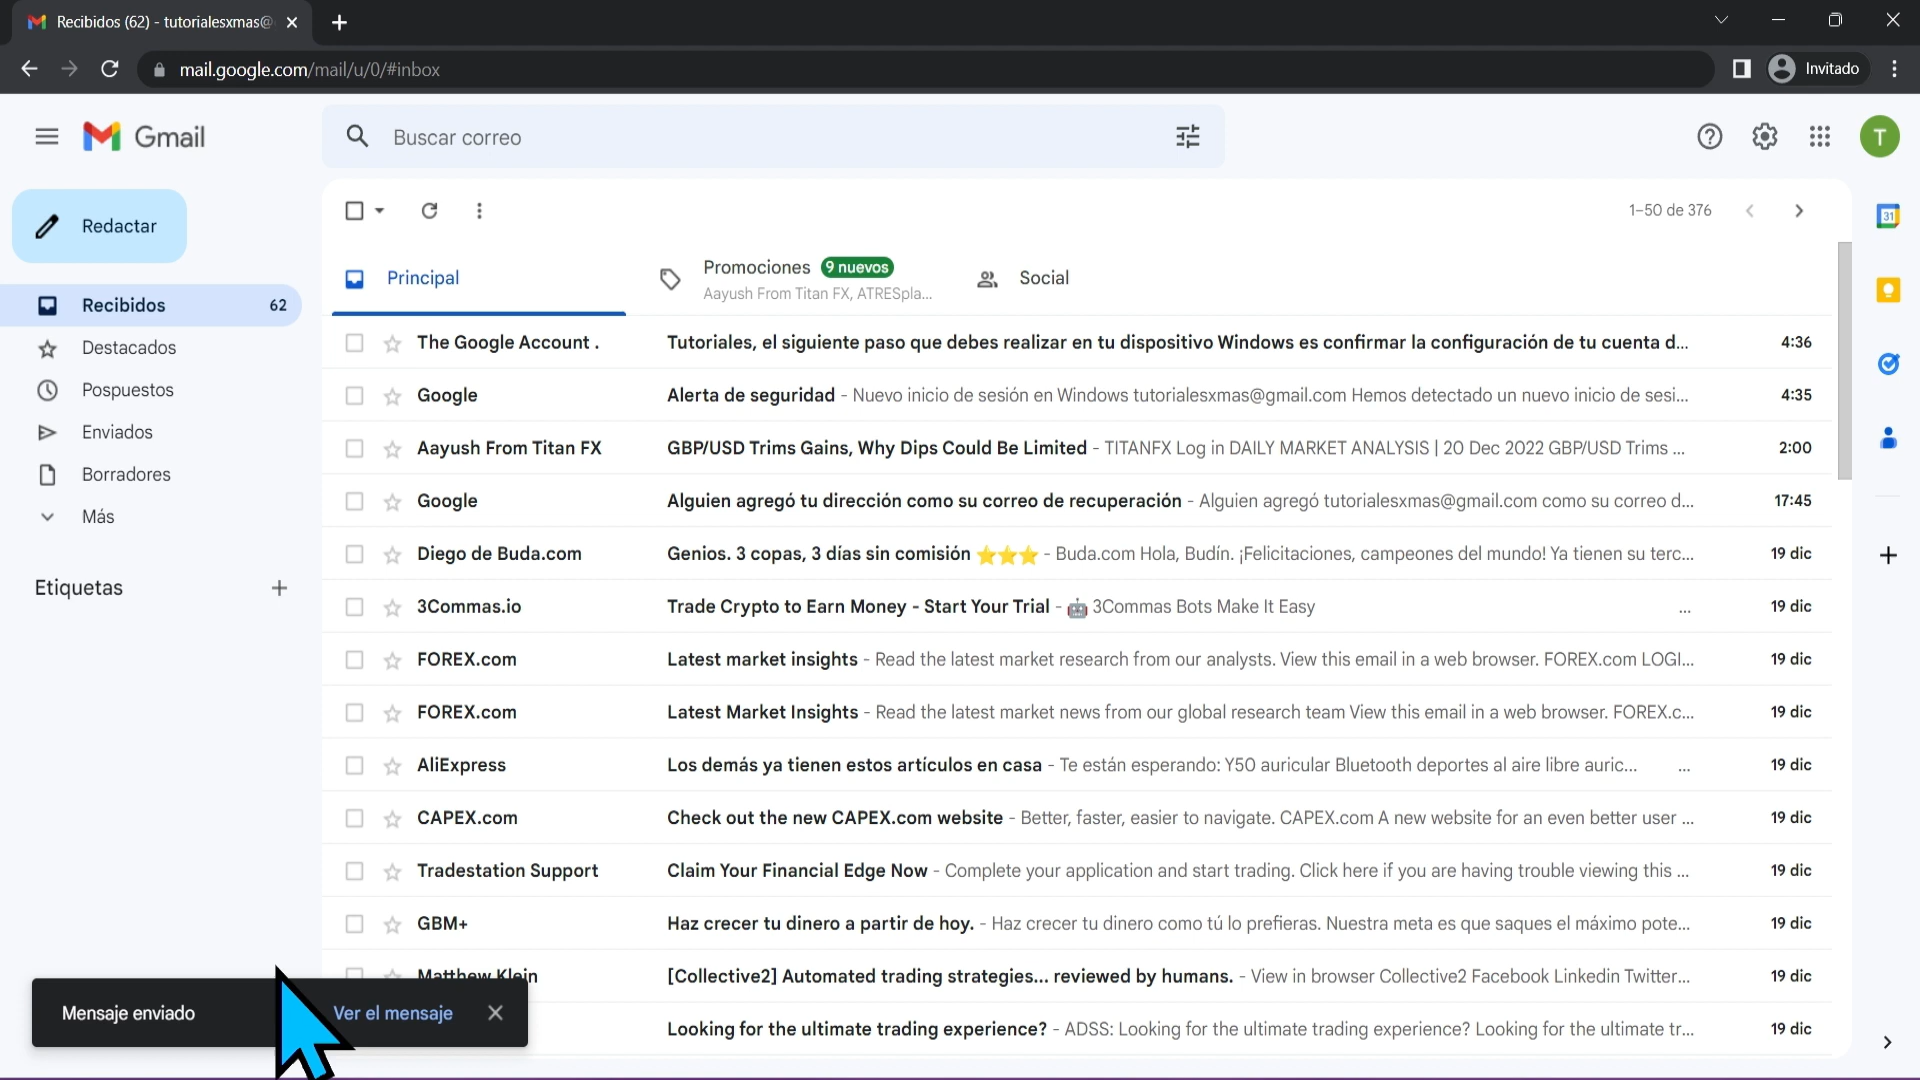 Recibidos (62) - tutorialesxmas@
mail.google.com/mail/u/0/#inbox
Invitado
Gmail
Buscar correo
T
Redactar
1–50 de 376
31
Principal
Promociones 9 nuevos
Aayush From Titan FX, ATRESpla...
Social
Recibidos 62
Destacados
Pospuestos
Enviados
Borradores
Más
Etiquetas
The Google Account . Tutoriales, el siguiente paso que debes realizar en tu dispositivo Windows es confirmar la configuración de tu cuenta d... 4:36
Google Alerta de seguridad - Nuevo inicio de sesión en Windows tutorialesxmas@gmail.com Hemos detectado un nuevo inicio de sesi... 4:35
Aayush From Titan FX GBP/USD Trims Gains, Why Dips Could Be Limited - TITANFX Log in DAILY MARKET ANALYSIS | 20 Dec 2022 GBP/USD Trims ... 2:00
Google Alguien agregó tu dirección como su correo de recuperación - Alguien agregó tutorialesxmas@gmail.com como su correo d... 17:45
Diego de Buda.com Genios. 3 copas, 3 días sin comisión ⭐⭐⭐ - Buda.com Hola, Budín. ¡Felicitaciones, campeones del mundo! Ya tienen su terc... 19 dic
3Commas.io Trade Crypto to Earn Money - Start Your Trial - 🤖 3Commas Bots Make It Easy ... 19 dic
FOREX.com Latest market insights - Read the latest market research from our analysts. View this email in a web browser. FOREX.com LOGI... 19 dic
FOREX.com Latest Market Insights - Read the latest market news from our global research team View this email in a web browser. FOREX.c... 19 dic
AliExpress Los demás ya tienen estos artículos en casa - Te están esperando: Y50 auricular Bluetooth deportes al aire libre auric... ... 19 dic
CAPEX.com Check out the new CAPEX.com website - Better, faster, easier to navigate. CAPEX.com A new website for an even better user ... 19 dic
Tradestation Support Claim Your Financial Edge Now - Complete your application and start trading. Click here if you are having trouble viewing this ... 19 dic
GBM+ Haz crecer tu dinero a partir de hoy. - Haz crecer tu dinero como tú lo prefieras. Nuestra meta es que saques el máximo pote... 19 dic
Matthew Klein [Collective2] Automated trading strategies... reviewed by humans. - View in browser Collective2 Facebook Linkedin Twitter... 19 dic
Looking for the ultimate trading experience? - ADSS: Looking for the ultimate trading experience? Looking for the ultimate tr... 19 dic
Mensaje enviado Ver el mensaje